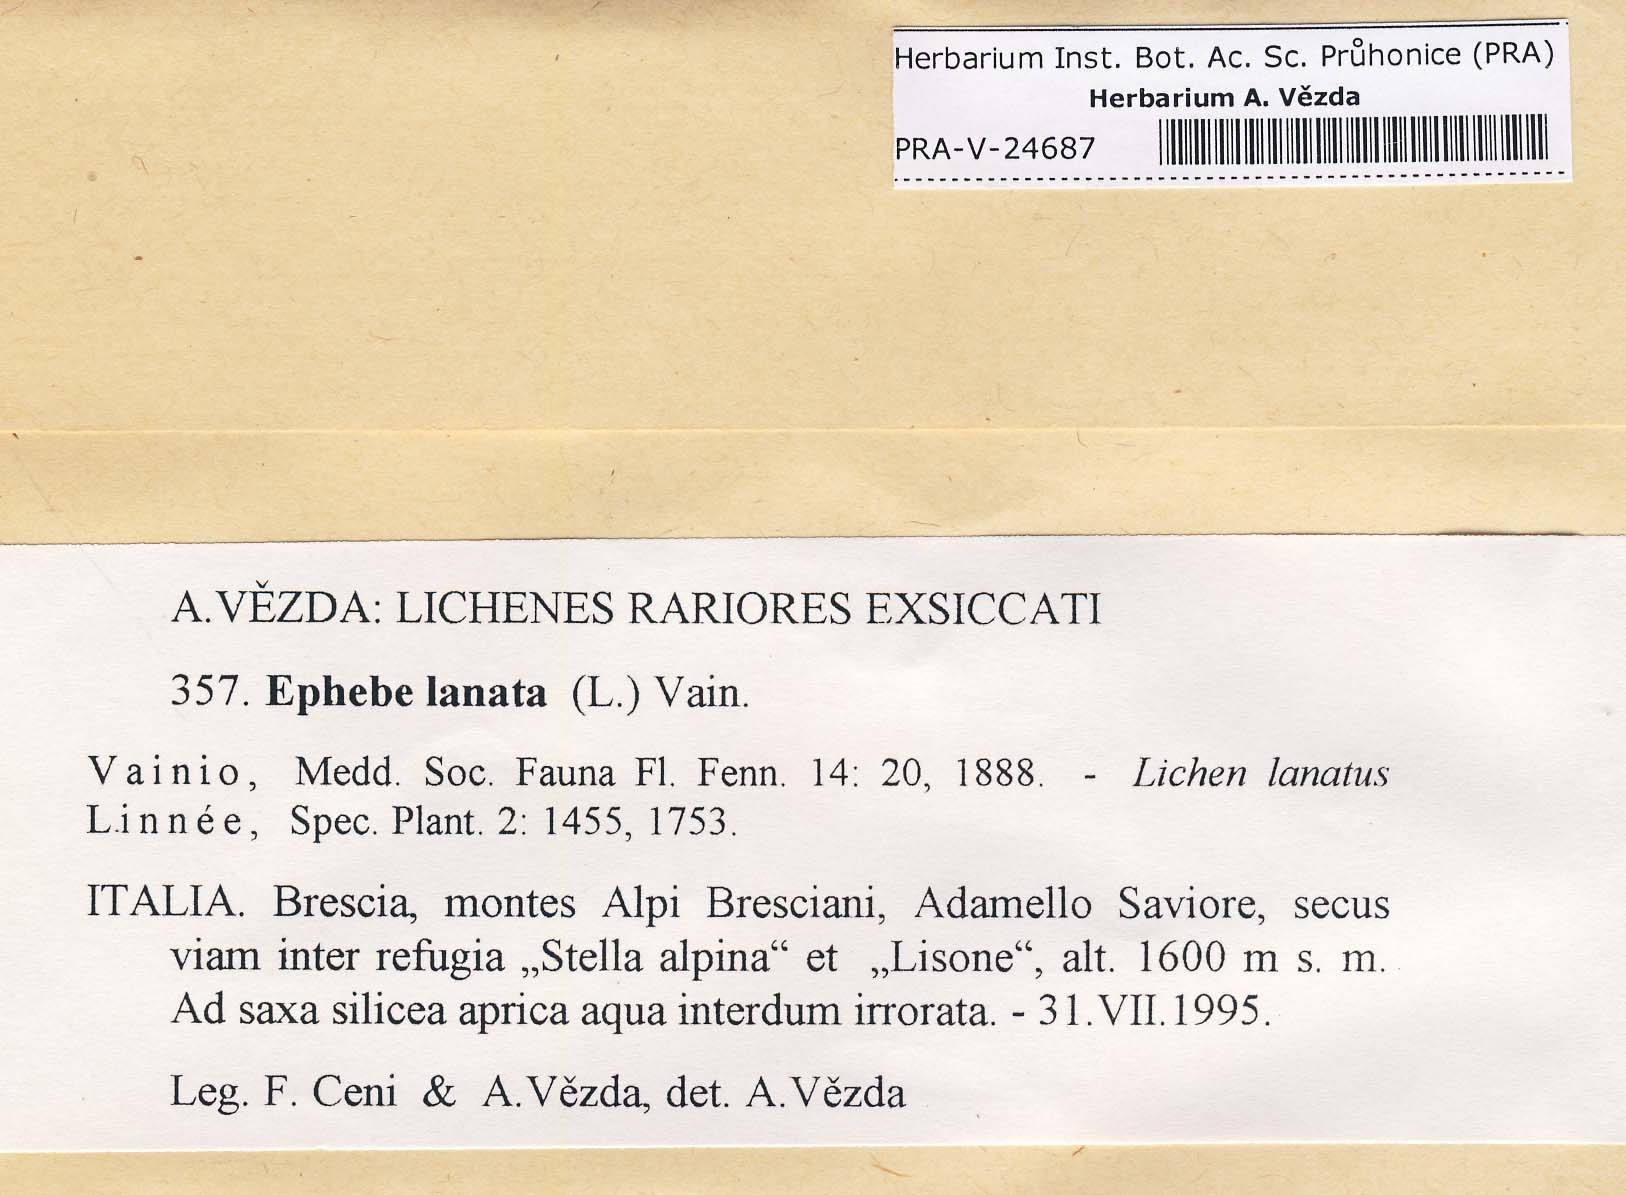 Herbarium Inst. Bot. Ac. Sc. Průhonice (PRA)
Herbarium A. Vězda
PRA-V-24687
A.VĚZDA: LICHENES RARIORES EXSICCATI
357. Ephebe lanata (L.) Vain.
Vainio, Medd. Soc. Fauna Fl. Fenn. 14: 20, 1888. - Lichen lanatus
Linnée, Spec. Plant. 2: 1455, 1753.
ITALIA. Brescia, montes Alpi Bresciani, Adamello Saviore, secus
viam inter refugia „Stella alpina“ et „Lisone“, alt. 1600 m s. m.
Ad saxa silicea aprica aqua interdum irrorata. - 31.VII.1995.
Leg. F. Ceni & A.Vězda, det. A.Vězda